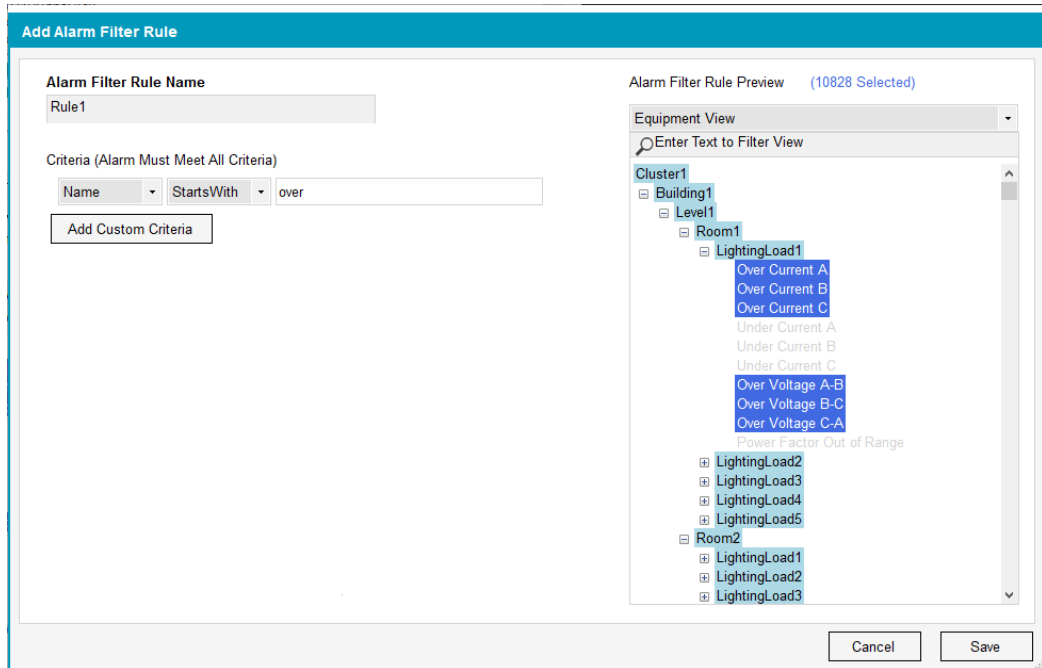 Add Alarm Filter Rule
Alarm Filter Rule Name
Rule1
Criteria (Alarm Must Meet All Criteria)
Name StartsWith over
Add Custom Criteria
Alarm Filter Rule Preview (10828 Selected)
Equipment View
Enter Text to Filter View
Cluster1
Building1
Level1
Room1
LightingLoad1
Over Current A
Over Current B
Over Current C
Under Current A
Under Current B
Under Current C
Over Voltage A-B
Over Voltage B-C
Over Voltage C-A
Power Factor Out of Range
LightingLoad2
LightingLoad3
LightingLoad4
LightingLoad5
Room2
LightingLoad1
LightingLoad2
LightingLoad3
Cancel Save